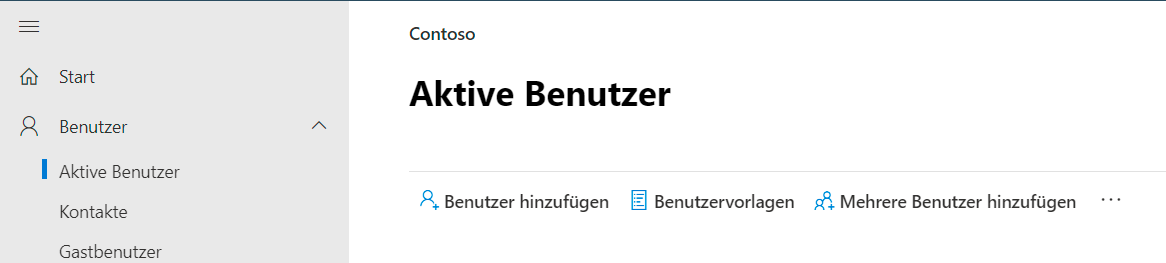 Contoso
Start
Aktive Benutzer
Benutzer
Aktive Benutzer
Benutzer hinzufügen Benutzervorlagen Mehrere Benutzer hinzufügen ...
Kontakte
Gastbenutzer